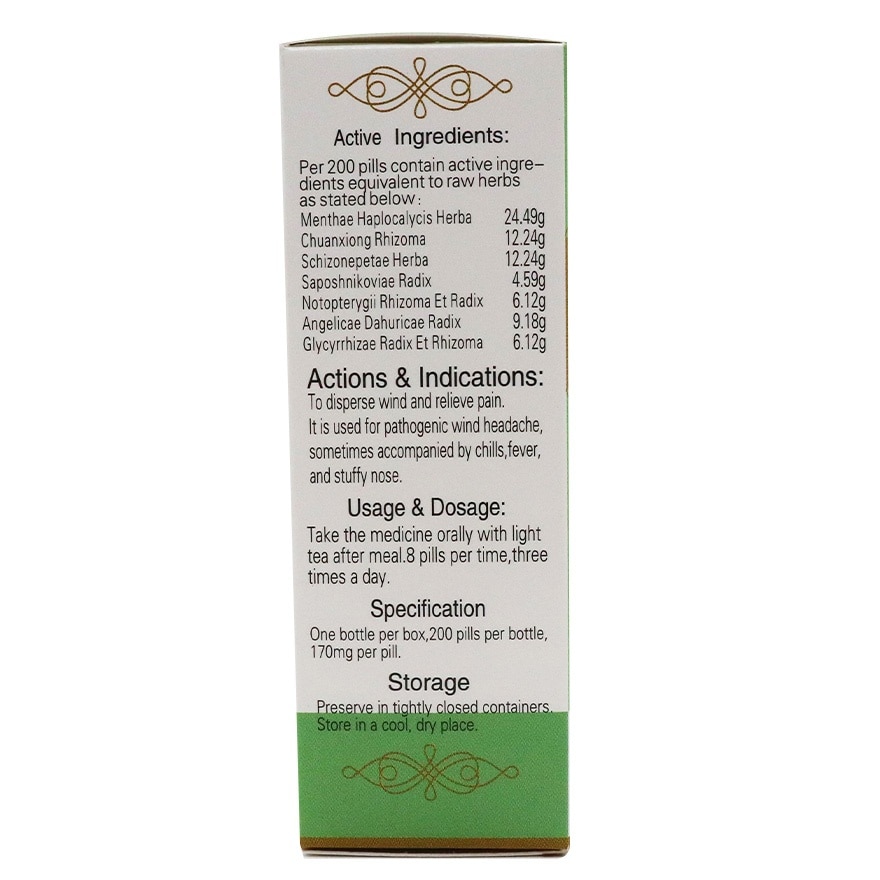 Active Ingredients:
Per 200 pills contain active ingre-
dients equivalent to raw herbs
as stated below:
Menthae Haplocalycis Herba 24.49g
Chuanxiong Rhizoma 12.24g
Schizonepetae Herba 12.24g
Saposhnikoviae Radix 4.59g
Notopterygii Rhizoma Et Radix 6.12g
Angelicae Dahuricae Radix 9.18g
Glycyrrhizae Radix Et Rhizoma 6.12g
Actions & Indications:
To disperse wind and relieve pain.
It is used for pathogenic wind headache,
sometimes accompanied by chills,fever,
and stuffy nose.
Usage & Dosage:
Take the medicine orally with light
tea after meal.8 pills per time,three
times a day.
Specification
One bottle per box,200 pills per bottle,
170mg per pill.
Storage
Preserve in tightly closed containers.
Store in a cool, dry place.